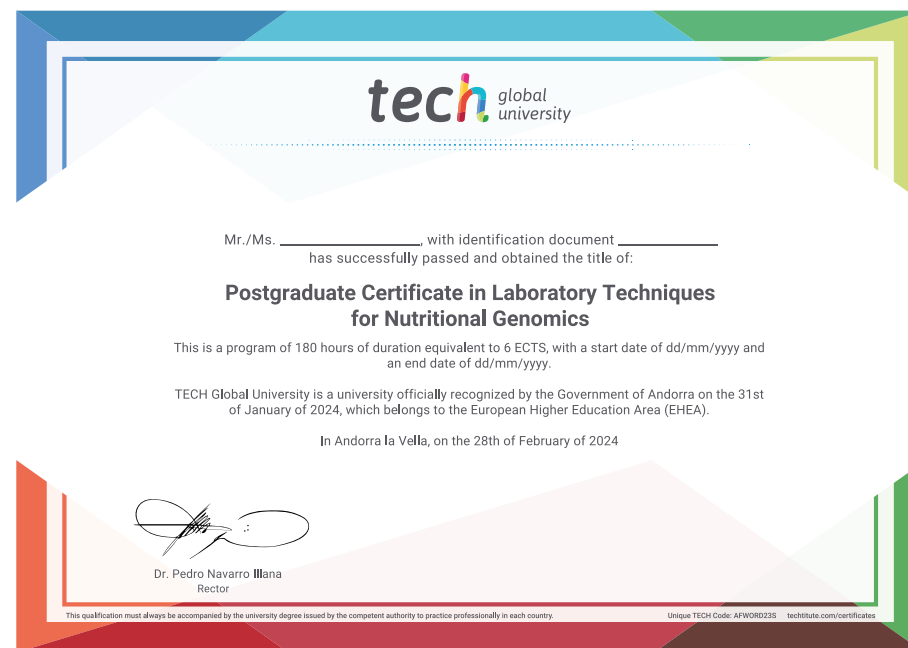 tech global university
Mr./Ms. ____________, with identification document ____________
has successfully passed and obtained the title of:
Postgraduate Certificate in Laboratory Techniques
for Nutritional Genomics
This is a program of 180 hours of duration equivalent to 6 ECTS, with a start date of dd/mm/yyyy and
an end date of dd/mm/yyyy.
TECH Global University is a university officially recognized by the Government of Andorra on the 31st
of January of 2024, which belongs to the European Higher Education Area (EHEA).
In Andorra la Vella, on the 28th of February of 2024
Dr. Pedro Navarro Illana
Rector
This qualification must always be accompanied by the university degree issued by the competent authority to practice professionally in each country.
Unique TECH Code: AFWORD23S techtitute.com/certificates